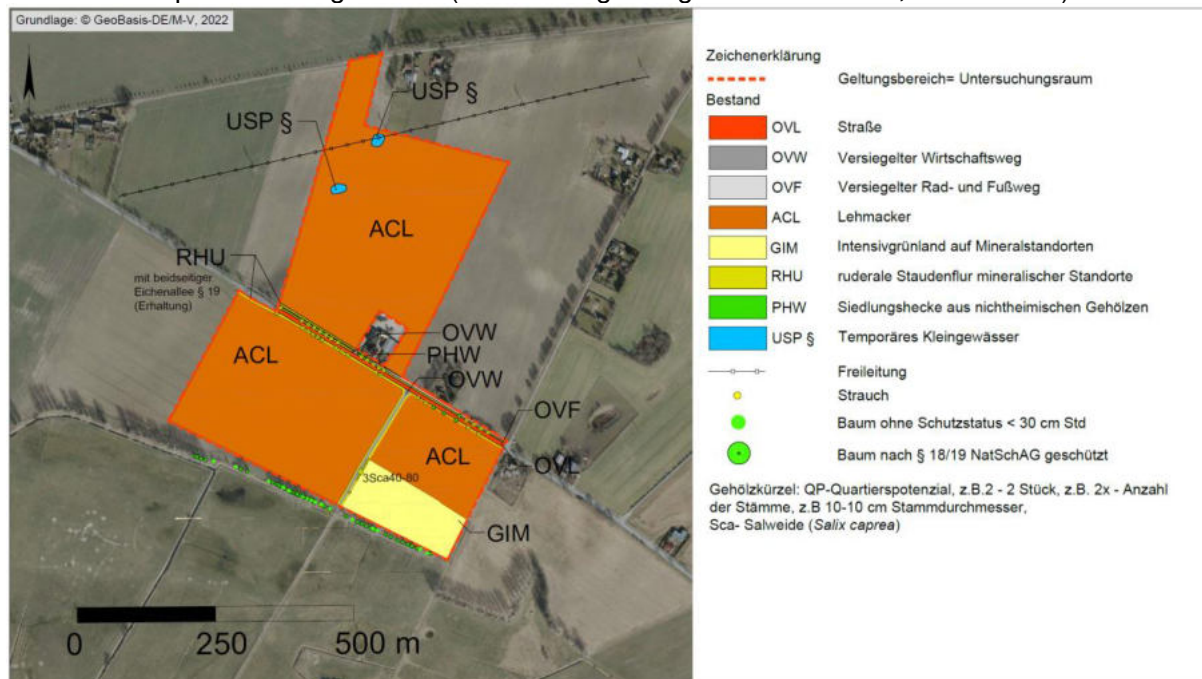 Grundlage: © GeoBasis-DE/M-V, 2022
USP §
USP §
ACL
RHU
mit beidseitiger
Eichenallee § 19
(Erhaltung)
OVW
PHW
OVW
ACL
OVF
ACL
OVL
3Sca40-80
GIM
0 250 500 m
Zeichenerklärung
Geltungsbereich= Untersuchungsraum
Bestand
OVL Straße
OVW Versiegelter Wirtschaftsweg
OVF Versiegelter Rad- und Fußweg
ACL Lehmacker
GIM Intensivgrünland auf Mineralstandorten
RHU ruderale Staudenflur mineralischer Standorte
PHW Siedlungshecke aus nichtheimischen Gehölzen
USP § Temporäres Kleingewässer
Freileitung
Strauch
Baum ohne Schutzstatus < 30 cm Std
Baum nach § 18/19 NatSchAG geschützt
Gehölzkürzel: QP-Quartierspotenzial, z.B.2 - 2 Stück, z.B. 2x - Anzahl
der Stämme, z.B 10-10 cm Stammdurchmesser,
Sca- Salweide (Salix caprea)